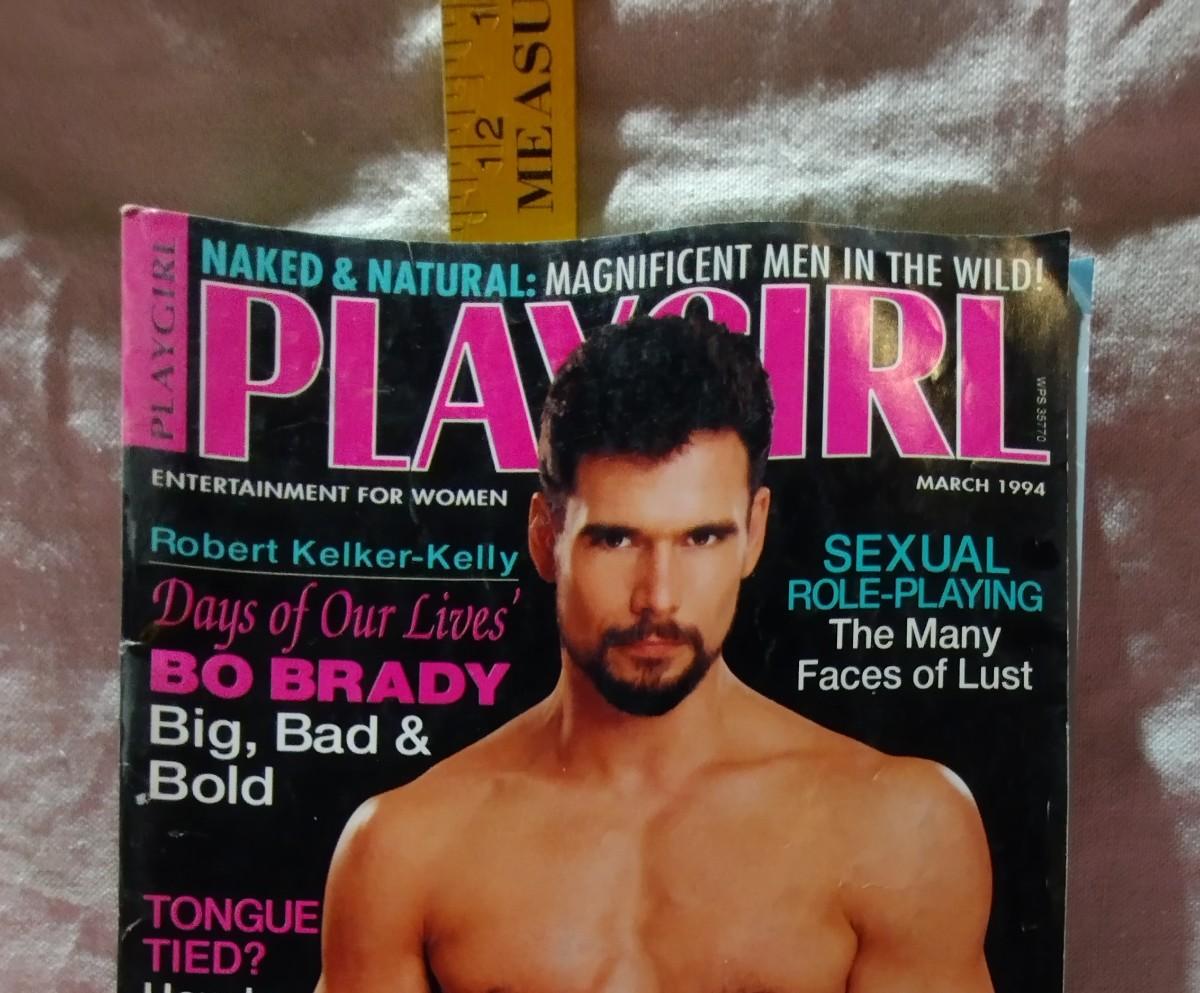 1
12
MEASU
PLAYGIRL
NAKED & NATURAL: MAGNIFICENT MEN IN THE WILD!
PLAYGIRL
WPS 35770
ENTERTAINMENT FOR WOMEN
MARCH 1994
Robert Kelker-Kelly
Days of Our Lives'
BO BRADY
Big, Bad &
Bold
SEXUAL
ROLE-PLAYING
The Many
Faces of Lust
TONGUE
TIED?